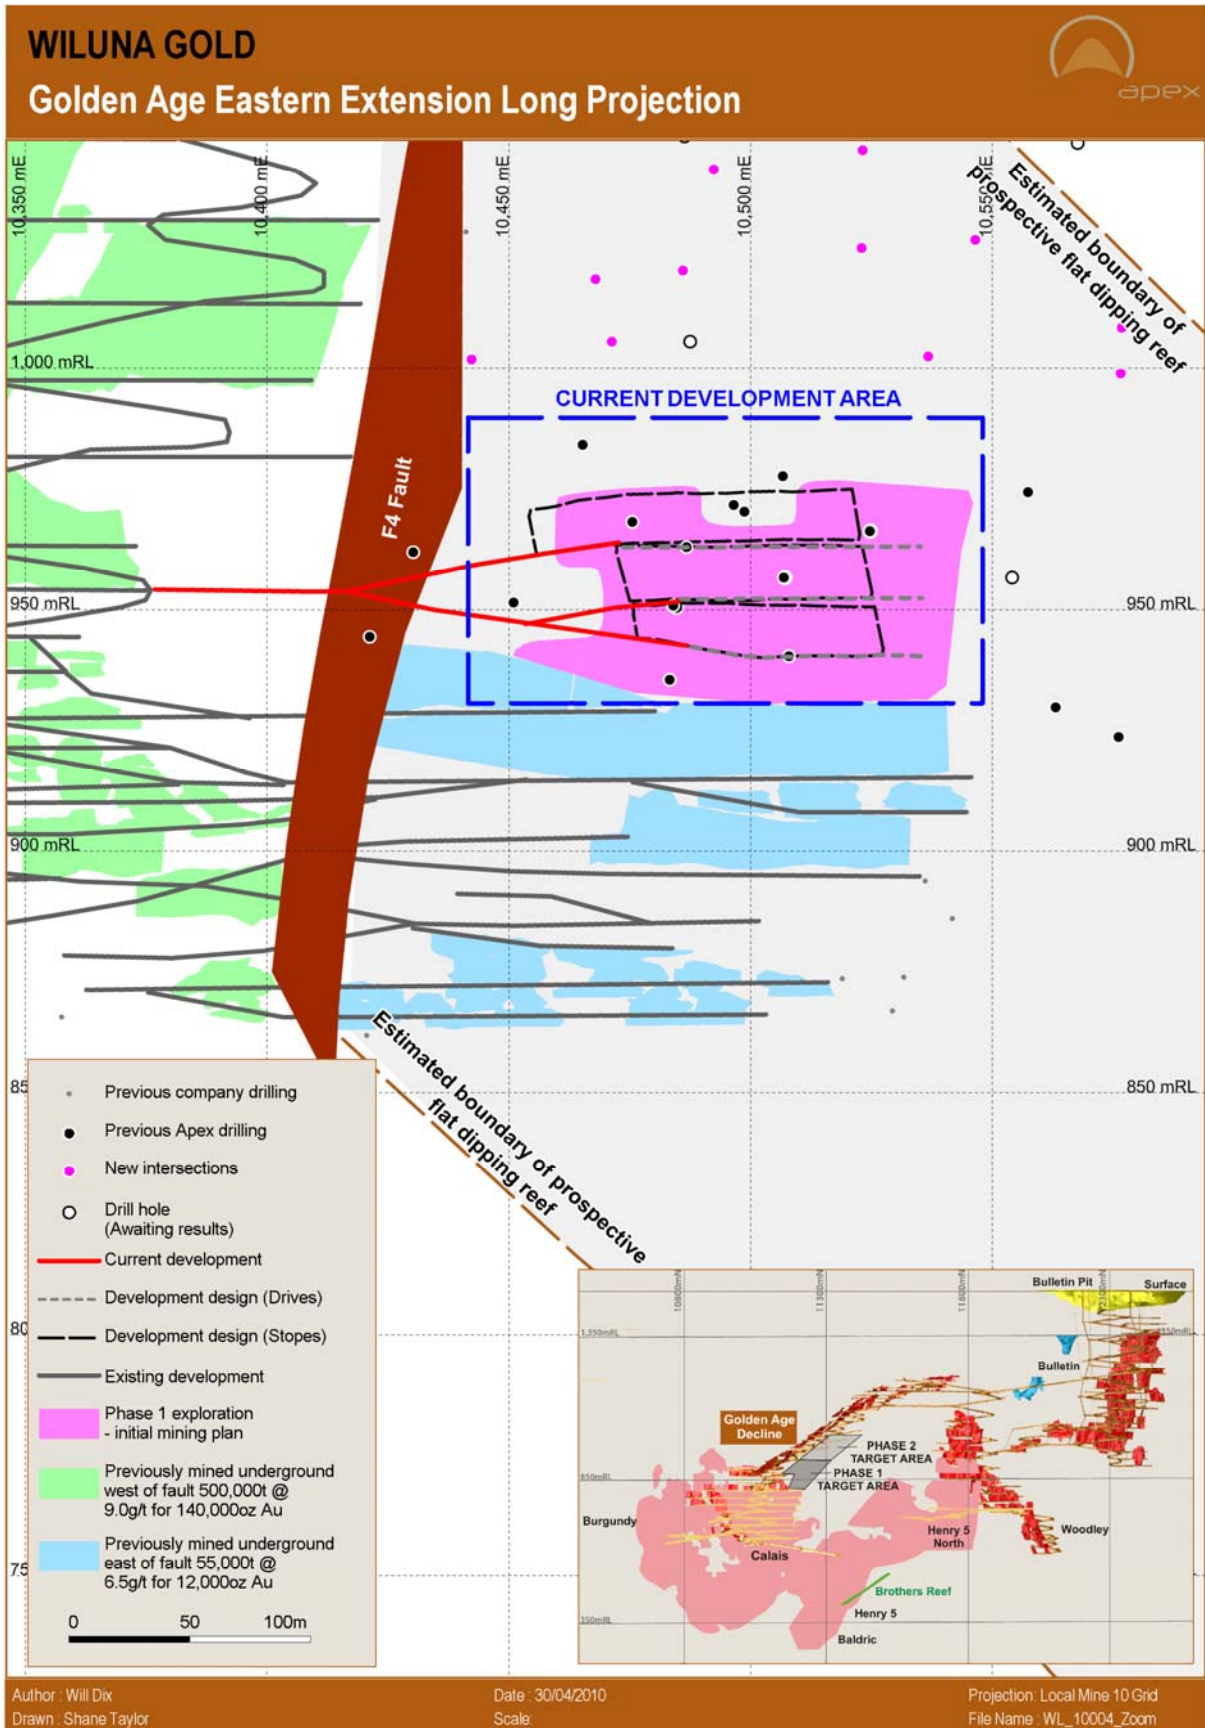 WILUNA GOLD
Golden Age Eastern Extension Long Projection
apex
10,350 mE
10,400 mE
10,450 mE
10,500 mE
Estimated boundary of
prospective flat dipping reef
1,000 mRL
CURRENT DEVELOPMENT AREA
F4 Fault
950 mRL
950 mRL
900 mRL
900 mRL
850 mRL
Estimated boundary of prospective
flat dipping reef
Previous company drilling
Previous Apex drilling
New intersections
Drill hole
(Awaiting results)
Current development
Development design (Drives)
Development design (Stopes)
Existing development
Phase 1 exploration
- initial mining plan
Previously mined underground
west of fault 500,000t @
9.0g/t for 140,000oz Au
Previously mined underground
east of fault 55,000t @
6.5g/t for 12,000oz Au
0 50 100m
10800mN
11300mN
11800mN
Bulletin Pit
Surface
1,350mRL
Bulletin
Golden Age
Decline
PHASE 2
TARGET AREA
PHASE 1
TARGET AREA
850mRL
Burgundy
Calais
Henry 5
North
Woodley
Brothers Reef
Henry 5
Baldric
350mRL
Author : Will Dix
Date : 30/04/2010
Projection: Local Mine 10 Grid
Drawn : Shane Taylor
Scale:
File Name : WL_10004_Zoom